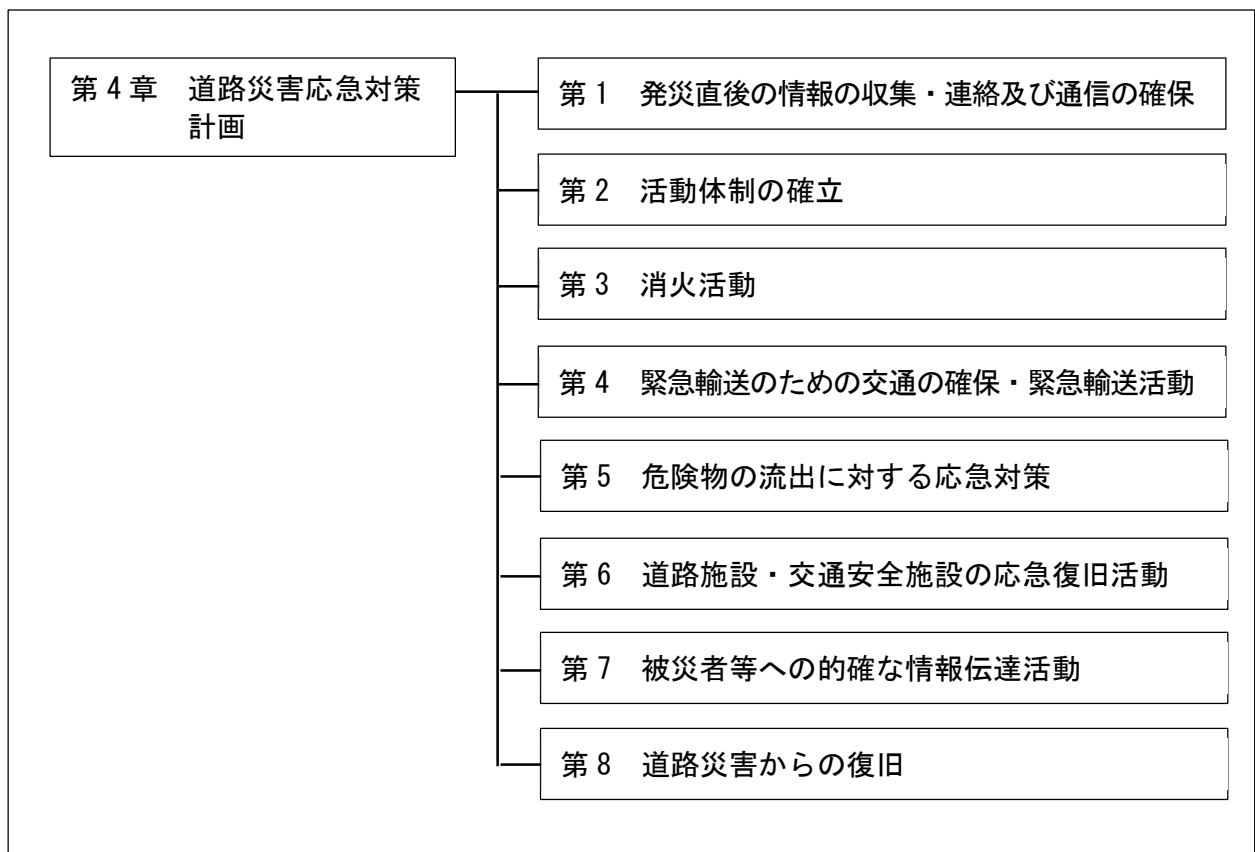 第4章 道路災害応急対策
計画
第1 発災直後の情報の収集・連絡及び通信の確保
第2 活動体制の確立
第3 消火活動
第4 緊急輸送のための交通の確保・緊急輸送活動
第5 危険物の流出に対する応急対策
第6 道路施設・交通安全施設の応急復旧活動
第7 被災者等への的確な情報伝達活動
第8 道路災害からの復旧